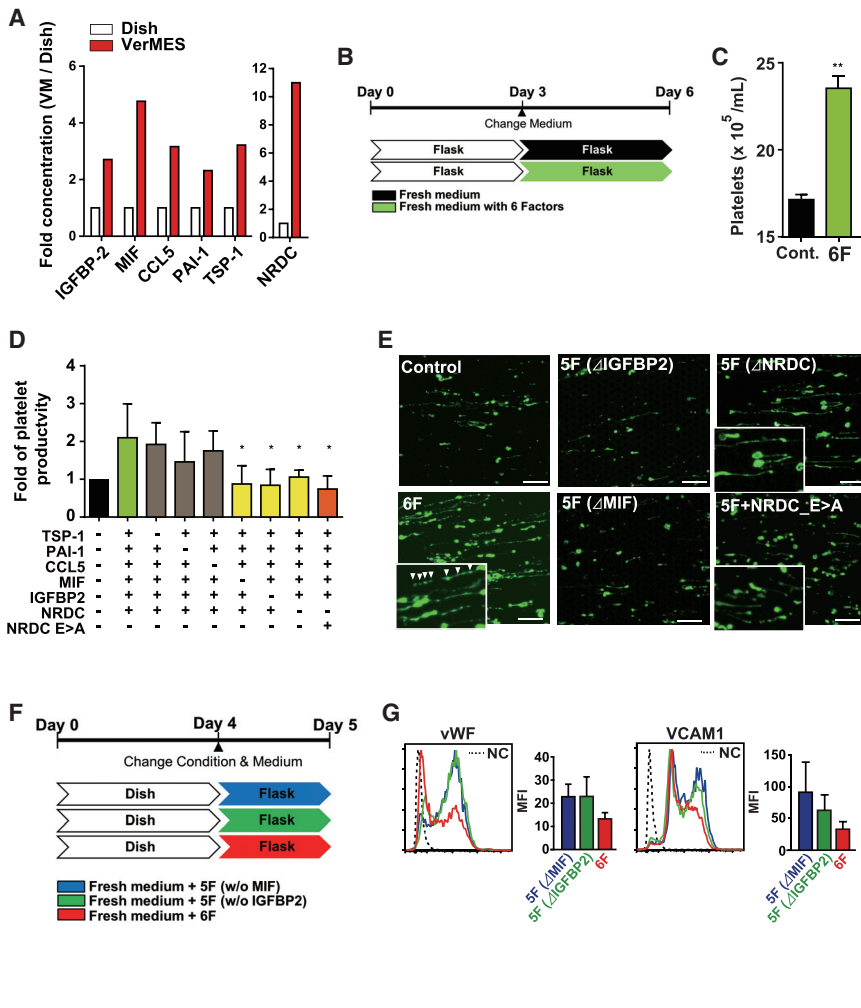 A
Dish
VerMES
Fold concentration (VM / Dish)
6
4
2
0
12
10
8
6
4
2
0
IGFBP-2
MIF
CCL5
PAI-1
TSP-1
NRDC
B
Day 0
Day 3
Day 6
Change Medium
Flask
Flask
Flask
Flask
Fresh medium
Fresh medium with 6 Factors
C
Platelets (x 10^5 /mL)
25
20
15
**
Cont.
6F
D
Fold of platelet
productvity
4
3
2
1
0
* * * *
TSP-1 - + - + + + + + +
PAI-1 - + + - + + + + +
CCL5 - + + + - + + + +
MIF - + + + + - + + +
IGFBP2 - + + + + + - + +
NRDC - + + + + + + - -
NRDC E>A - - - - - - - - +
E
Control
5F (⊿IGFBP2)
5F (⊿NRDC)
6F
5F (⊿MIF)
5F+NRDC_E>A
F
Day 0
Day 4
Day 5
Change Condition & Medium
Dish
Flask
Dish
Flask
Dish
Flask
Fresh medium + 5F (w/o MIF)
Fresh medium + 5F (w/o IGFBP2)
Fresh medium + 6F
G
vWF
NC
MFI
40
30
20
10
0
5F (⊿MIF)
5F (⊿IGFBP2)
6F
VCAM1
NC
MFI
150
100
50
0
5F (⊿MIF)
5F (⊿IGFBP2)
6F